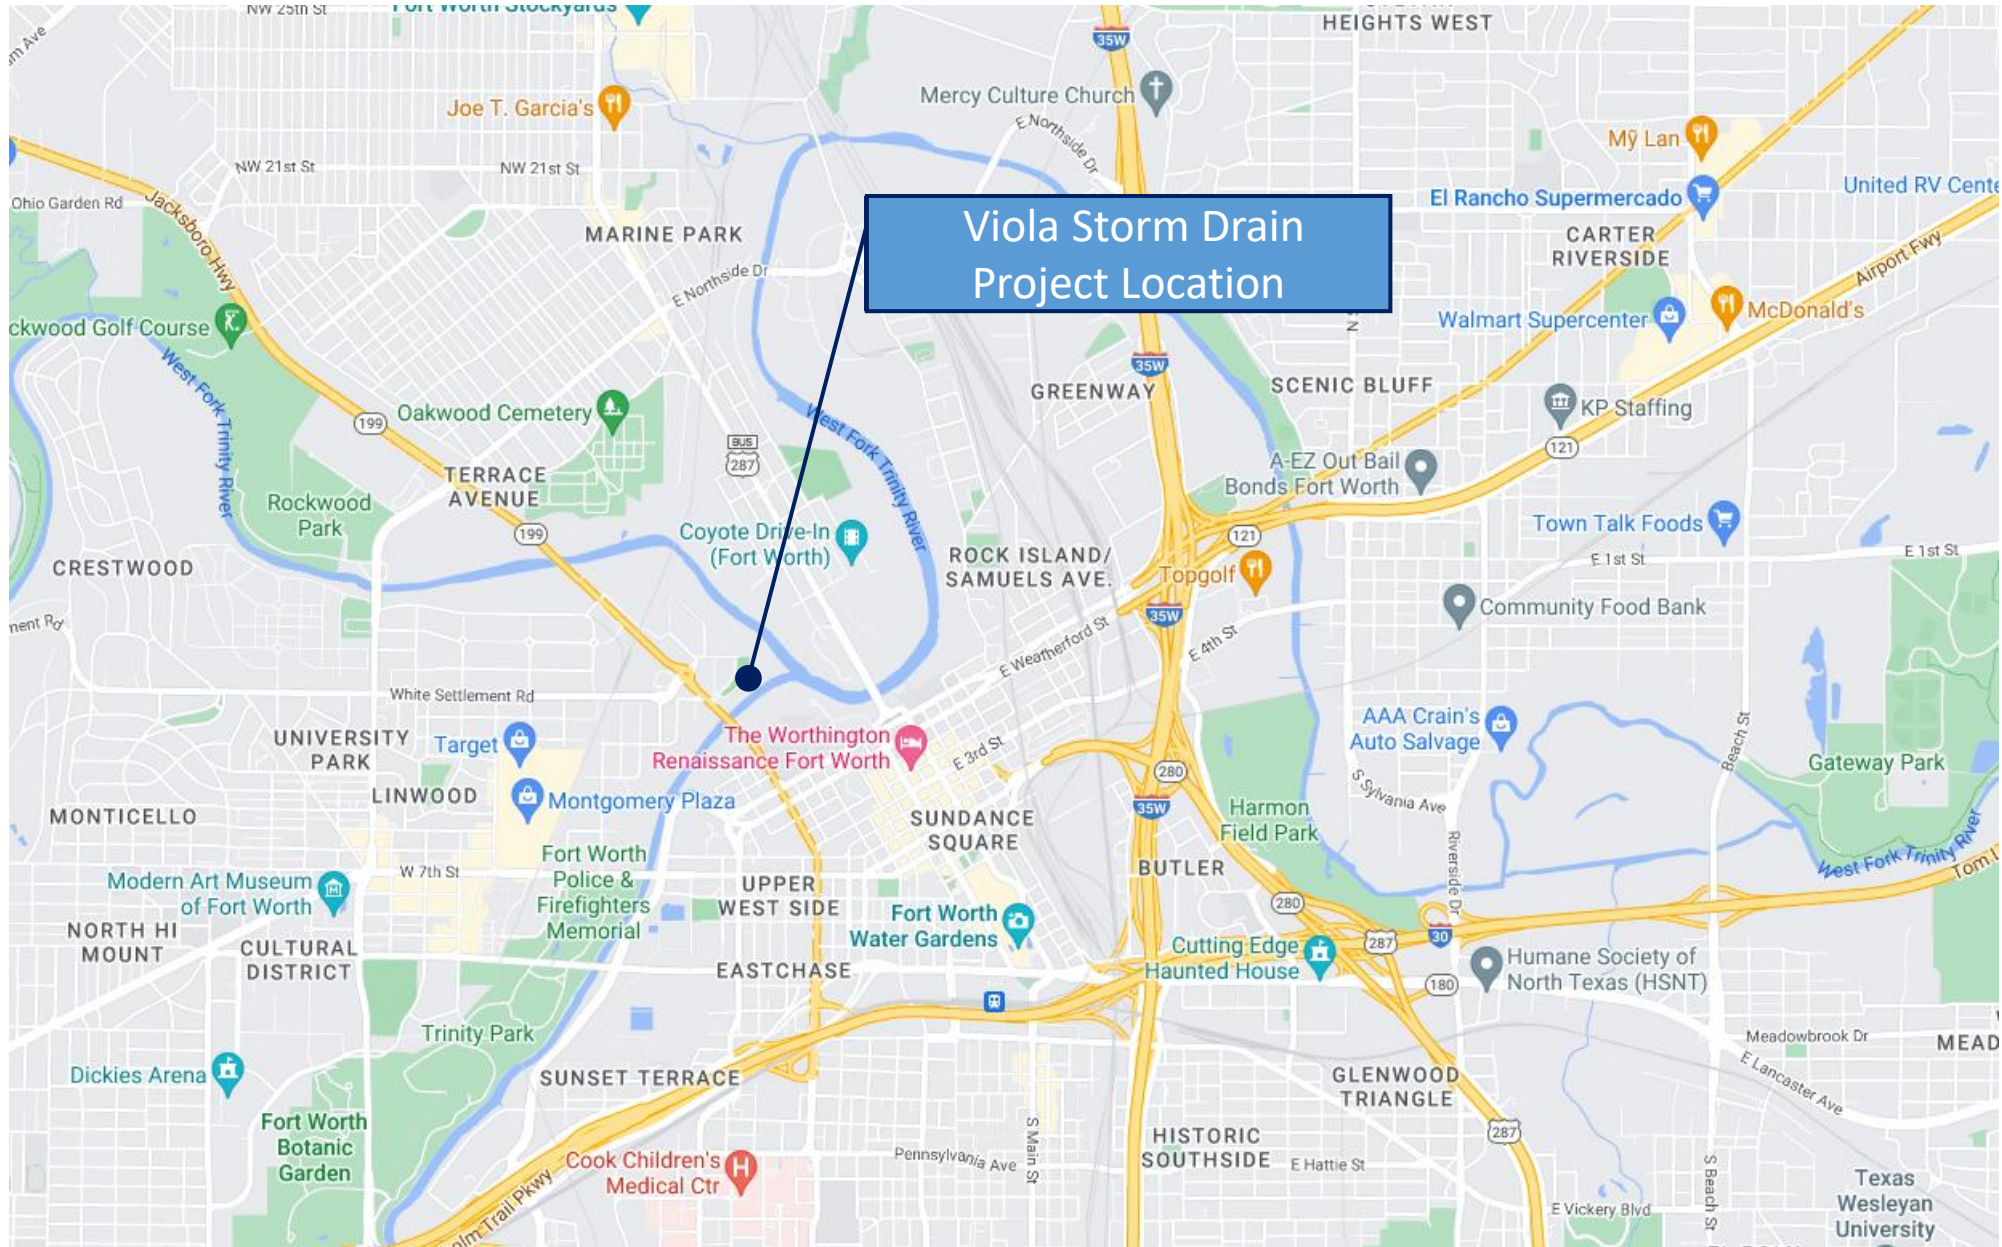 NW 25th St
Fort Worth Stockyards
35W
HEIGHTS WEST
Mercy Culture Church
Joe T. Garcia's
E Northside Dr
Mỹ Lan
NW 21st St
NW 21st St
El Rancho Supermercado
United RV Cente
Ohio Garden Rd
Jacksboro Hwy
MARINE PARK
Viola Storm Drain
Project Location
CARTER
RIVERSIDE
Airport Fwy
E Northside Dr
ckwood Golf Course
Walmart Supercenter
McDonald's
N
West Fork Trinity River
35W
GREENWAY
SCENIC BLUFF
KP Staffing
Oakwood Cemetery
199
West Fork Trinity River
BUS
287
121
TERRACE
AVENUE
A-EZ Out Bail
Bonds Fort Worth
Rockwood
Park
199
Coyote Drive-In
(Fort Worth)
121
Town Talk Foods
CRESTWOOD
ROCK ISLAND/
SAMUELS AVE.
Topgolf
E 1st St
E 1st St
ment Rd
35W
Community Food Bank
E Weatherford St
E 4th St
White Settlement Rd
UNIVERSITY
PARK
Target
The Worthington
Renaissance Fort Worth
E 3rd St
AAA Crain's
Auto Salvage
Beach St
Gateway Park
280
S Sylvania Ave
LINWOOD
Montgomery Plaza
MONTICELLO
35W
Harmon
Field Park
SUNDANCE
SQUARE
Riverside Dr
West Fork Trinity River
Tom L
W 7th St
Fort Worth
Police &
Firefighters
Memorial
BUTLER
Modern Art Museum
of Fort Worth
UPPER
WEST SIDE
Fort Worth
Water Gardens
280
NORTH HI
MOUNT
CULTURAL
DISTRICT
Cutting Edge
Haunted House
287
30
Humane Society of
North Texas (HSNT)
EASTCHASE
180
Trinity Park
Meadowbrook Dr
MEAD
Dickies Arena
SUNSET TERRACE
GLENWOOD
TRIANGLE
E Lancaster Ave
Fort Worth
Botanic
Garden
S Main St
HISTORIC
SOUTHSIDE
287
Cook Children's
Medical Ctr
Pennsylvania Ave
E Hattie St
S Beach St
Texas
Wesleyan
University
olm Trail Pkwy
E Vickery Blvd